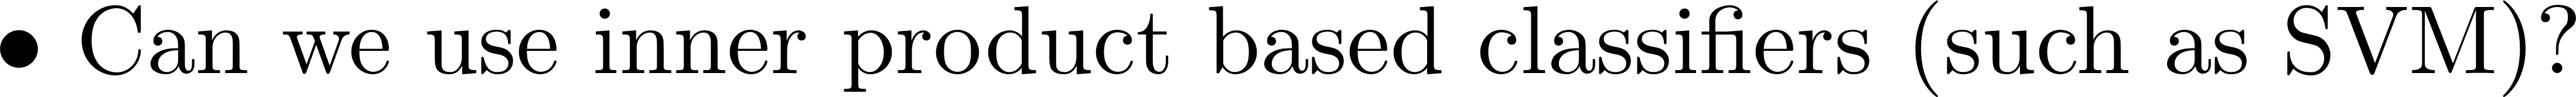 • Can we use inner product based classifiers (such as SVM)?